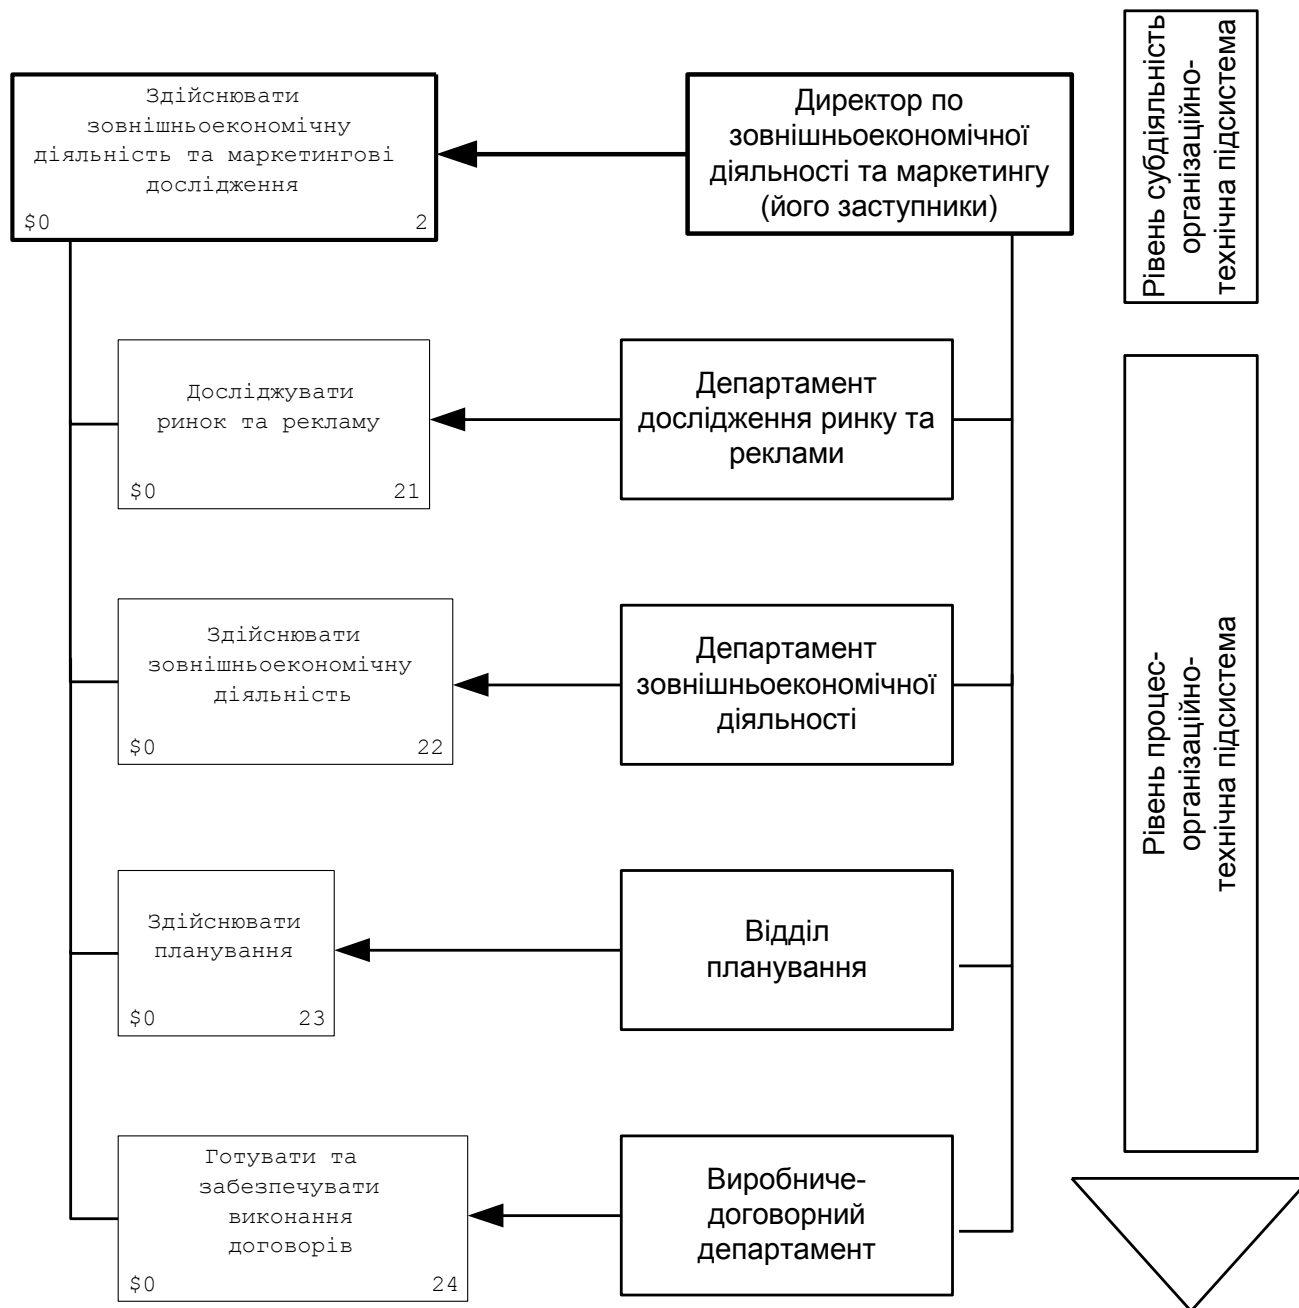 Здійснювати
зовнішньоекономічну
діяльність та маркетингові
дослідження
$0 2
Директор по
зовнішньоекономічної
діяльності та маркетингу
(його заступники)
Рівень субдіяльність
організаційно-
технічна підсистема
Досліджувати
ринок та рекламу
$0 21
Департамент
дослідження ринку та
реклами
Здійснювати
зовнішньоекономічну
діяльність
$0 22
Департамент
зовнішньоекономічної
діяльності
Рівень процес-
організаційно-
технічна підсистема
Здійснювати
планування
$0 23
Відділ
планування
Готувати та
забезпечувати
виконання
договорів
$0 24
Виробниче-
договорний
департамент